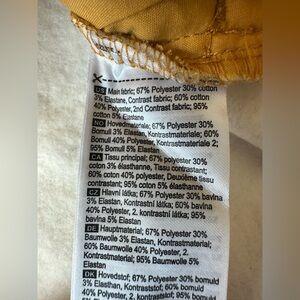 US Main fabric; 67% Polyester 30% cotton
3% Elastane, Contrast fabric; 60% cotton
40% Polyester, 2nd Contrast fabric; 95%
cotton 5% Elastane
NO Hovedmateriale; 67% Polyester 30%
Bomull 3% Elastan, Kontrastmateriale; 60%
Bomull 40% Polyester, Kontrastmateriale 2;
95% Bomull 5% Elastan
CA Tissu principal; 67% polyester 30%
coton 3% élasthanne, Tissu contrastant;
60% coton 40% polyester, Deuxième tissu
contrastant; 95% coton 5% élasthanne
CZ Hlavní látka; 67% Polyester 30% bavlna
3% Elastan, Kontrastní látka; 60% bavlna
40% Polyester, 2. kontrastní látka; 95%
bavlna 5% Elastan
DE Hauptmaterial; 67% Polyester 30%
Baumwolle 3% Elastan, Kontrastmaterial;
60% Baumwolle 40% Polyester, 2.
Kontrastmaterial; 95% Baumwolle 5%
Elastan
DK Hovedstof; 67% Polyester 30% bomuld
3% Elasthan, Kontraststof; 60% bomuld
40% Polyester, 2. kontraststof; 95%